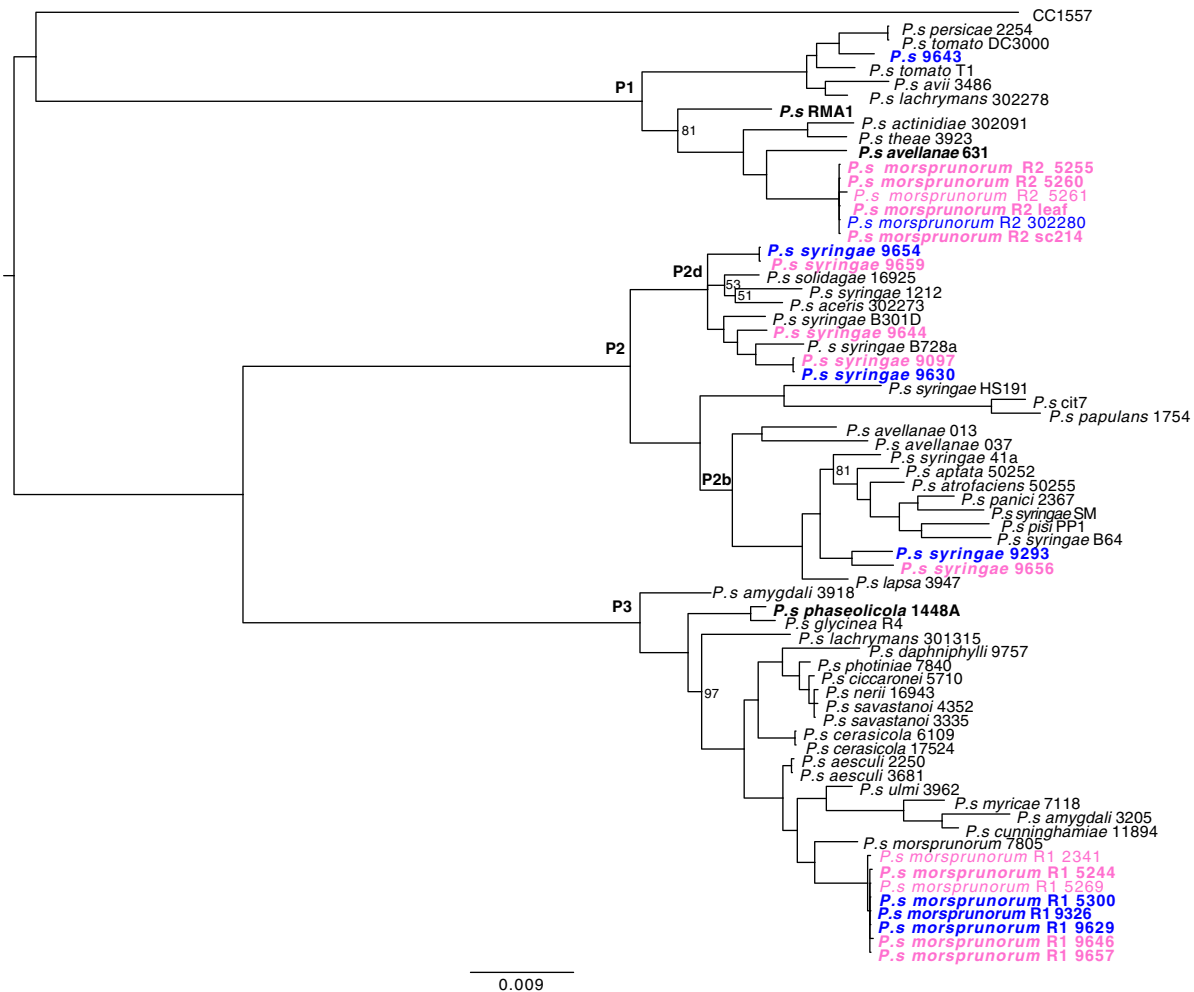 CC1557
P.s persicae 2254
P.s tomato DC3000
P.s 9643
P.s tomato T1
P1
P.s avii 3486
P.s lachrymans 302278
P.s RMA1
81
P.s actinidiae 302091
P.s theae 3923
P.s avellanae 631
P.s morsprunorum R2 5255
P.s morsprunorum R2 5260
P.s morsprunorum R2 5261
P.s morsprunorum R2 leaf
P.s morsprunorum R2 302280
P.s morsprunorum R2 sc214
P.s syringae 9654
P.s syringae 9659
P2d
P.s solidagae 16925
53
P.s syringae 1212
51
P.s aceris 302273
P.s syringae B301D
P.s syringae 9644
P2
P. s syringae B728a
P.s syringae 9097
P.s syringae 9630
P.s syringae HS191
P.s cit7
P.s papulans 1754
P.s avellanae 013
P.s avellanae 037
P.s syringae 41a
81
P.s aptata 50252
P2b
P.s atrofaciens 50255
P.s panici 2367
P.s syringae SM
P.s pisi PP1
P.s syringae B64
P.s syringae 9293
P.s syringae 9656
P.s lapsa 3947
P.s amygdali 3918
P3
P.s phaseolicola 1448A
P.s glycinea R4
P.s lachrymans 301315
P.s daphniphylli 9757
P.s photiniae 7840
P.s ciccaronei 5710
97
P.s nerii 16943
P.s savastanoi 4352
P.s savastanoi 3335
P.s cerasicola 6109
P.s cerasicola 17524
P.s aesculi 2250
P.s aesculi 3681
P.s ulmi 3962
P.s myricae 7118
P.s amygdali 3205
P.s cunninghamiae 11894
P.s morsprunorum 7805
P.s morsprunorum R1 2341
P.s morsprunorum R1 5244
P.s morsprunorum R1 5269
P.s morsprunorum R1 5300
P.s morsprunorum R1 9326
P.s morsprunorum R1 9629
P.s morsprunorum R1 9646
P.s morsprunorum R1 9657
0.009